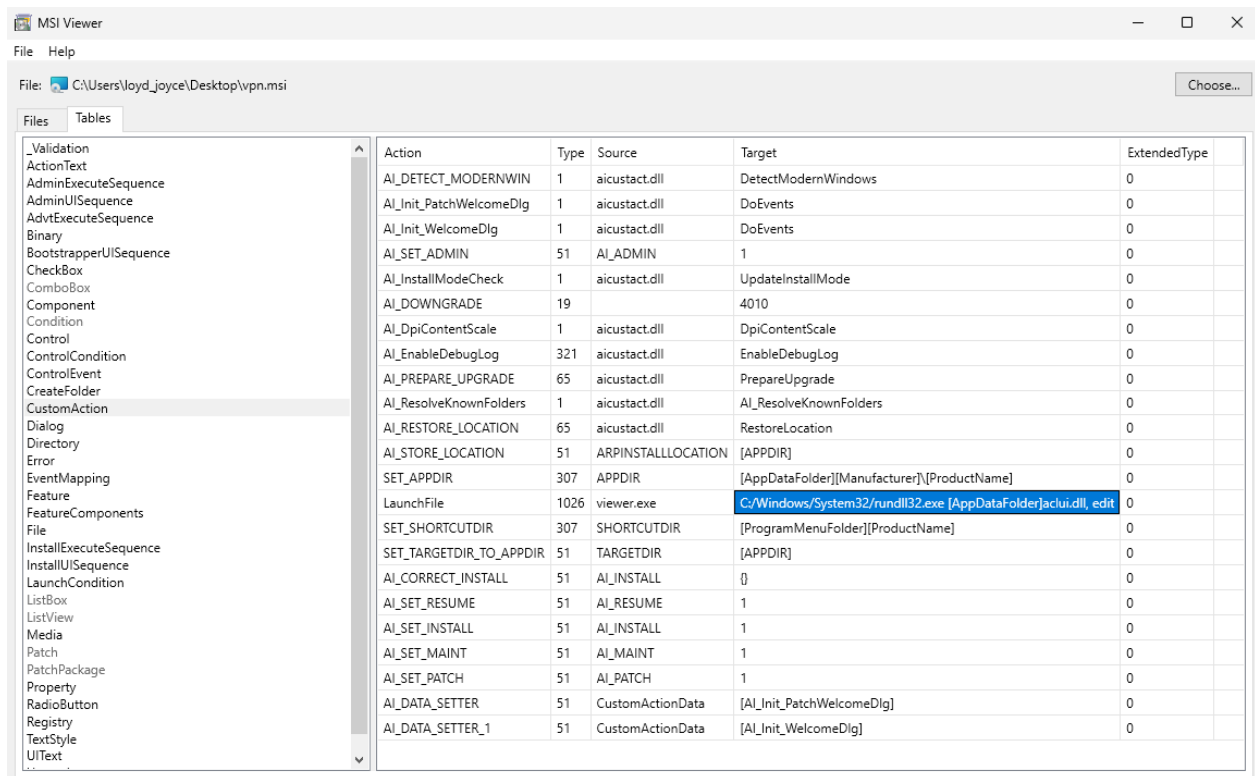 MSI Viewer
File Help
File: C:\Users\loyd_joyce\Desktop\vpn.msi
Choose...
Files Tables
_Validation
ActionText
AdminExecuteSequence
AdminUISequence
AdvtExecuteSequence
Binary
BootstrapperUISequence
CheckBox
ComboBox
Component
Condition
Control
ControlCondition
ControlEvent
CreateFolder
CustomAction
Dialog
Directory
Error
EventMapping
Feature
FeatureComponents
File
InstallExecuteSequence
InstallUISequence
LaunchCondition
ListBox
ListView
Media
Patch
PatchPackage
Property
RadioButton
Registry
TextStyle
UIText
Action Type Source Target ExtendedType
AI_DETECT_MODERNWIN 1 aicustact.dll DetectModernWindows 0
AI_Init_PatchWelcomeDlg 1 aicustact.dll DoEvents 0
AI_Init_WelcomeDlg 1 aicustact.dll DoEvents 0
AI_SET_ADMIN 51 AI_ADMIN 1 0
AI_InstallModeCheck 1 aicustact.dll UpdateInstallMode 0
AI_DOWNGRADE 19 4010 0
AI_DpiContentScale 1 aicustact.dll DpiContentScale 0
AI_EnableDebugLog 321 aicustact.dll EnableDebugLog 0
AI_PREPARE_UPGRADE 65 aicustact.dll PrepareUpgrade 0
AI_ResolveKnownFolders 1 aicustact.dll AI_ResolveKnownFolders 0
AI_RESTORE_LOCATION 65 aicustact.dll RestoreLocation 0
AI_STORE_LOCATION 51 ARPINSTALLLOCATION [APPDIR] 0
SET_APPDIR 307 APPDIR [AppDataFolder][Manufacturer]\[ProductName] 0
LaunchFile 1026 viewer.exe C:/Windows/System32/rundll32.exe [AppDataFolder]aclui.dll, edit 0
SET_SHORTCUTDIR 307 SHORTCUTDIR [ProgramMenuFolder][ProductName] 0
SET_TARGETDIR_TO_APPDIR 51 TARGETDIR [APPDIR] 0
AI_CORRECT_INSTALL 51 AI_INSTALL {} 0
AI_SET_RESUME 51 AI_RESUME 1 0
AI_SET_INSTALL 51 AI_INSTALL 1 0
AI_SET_MAINT 51 AI_MAINT 1 0
AI_SET_PATCH 51 AI_PATCH 1 0
AI_DATA_SETTER 51 CustomActionData [AI_Init_PatchWelcomeDlg] 0
AI_DATA_SETTER_1 51 CustomActionData [AI_Init_WelcomeDlg] 0